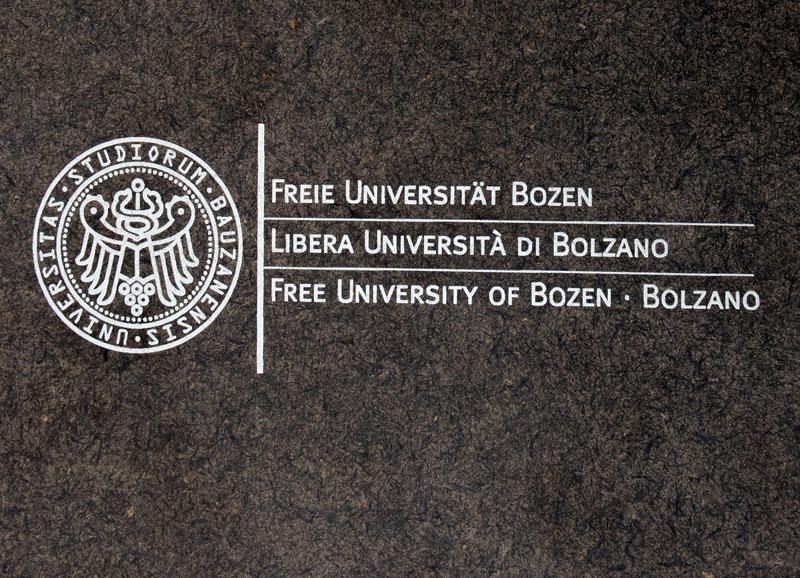 UNIVERSITAS · STUDIORUM · BAUZANENSIS ·
FREIE UNIVERSITÄT BOZEN
LIBERA UNIVERSITÀ DI BOLZANO
FREE UNIVERSITY OF BOZEN · BOLZANO